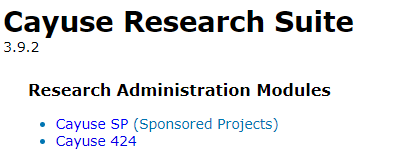 Cayuse Research Suite
3.9.2
Research Administration Modules
• Cayuse SP (Sponsored Projects)
• Cayuse 424